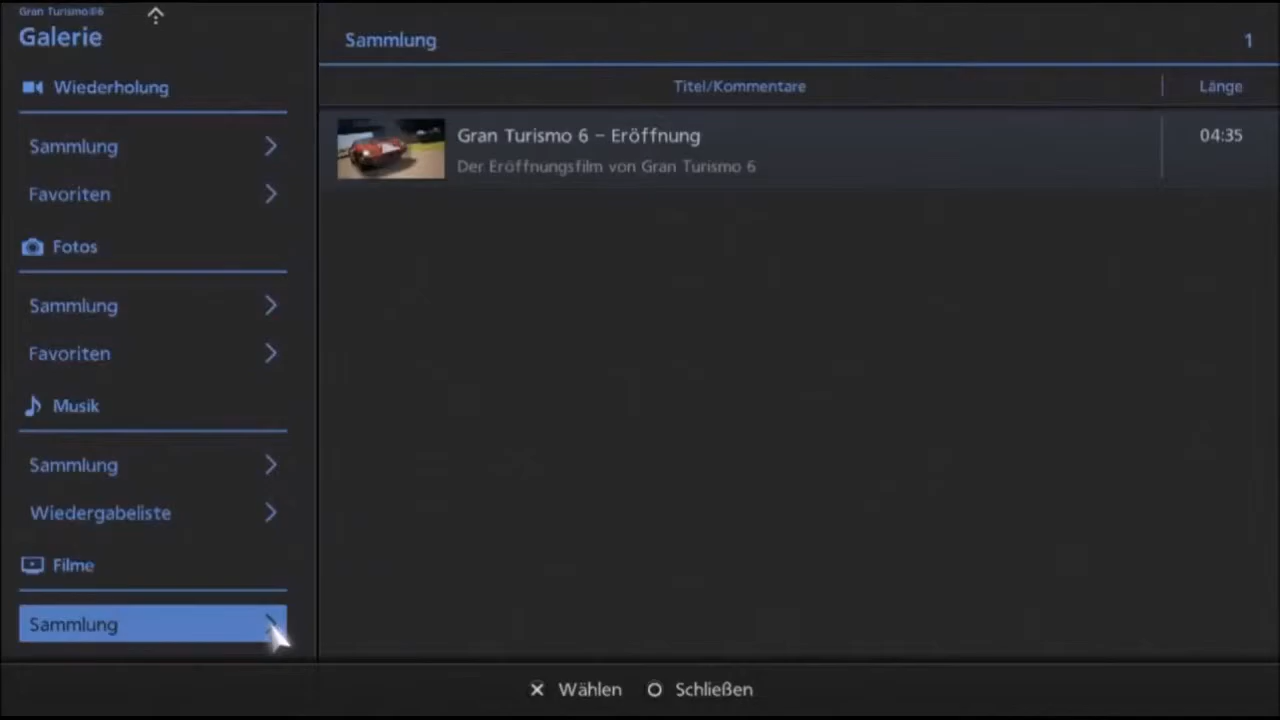 Gran Turismo®6
Galerie
Wiederholung
Sammlung
Favoriten
Fotos
Sammlung
Favoriten
Musik
Sammlung
Wiedergabeliste
Filme
Sammlung
Sammlung 1
Titel/Kommentare Länge
Gran Turismo 6 – Eröffnung 04:35
Der Eröffnungsfilm von Gran Turismo 6
Wählen Schließen